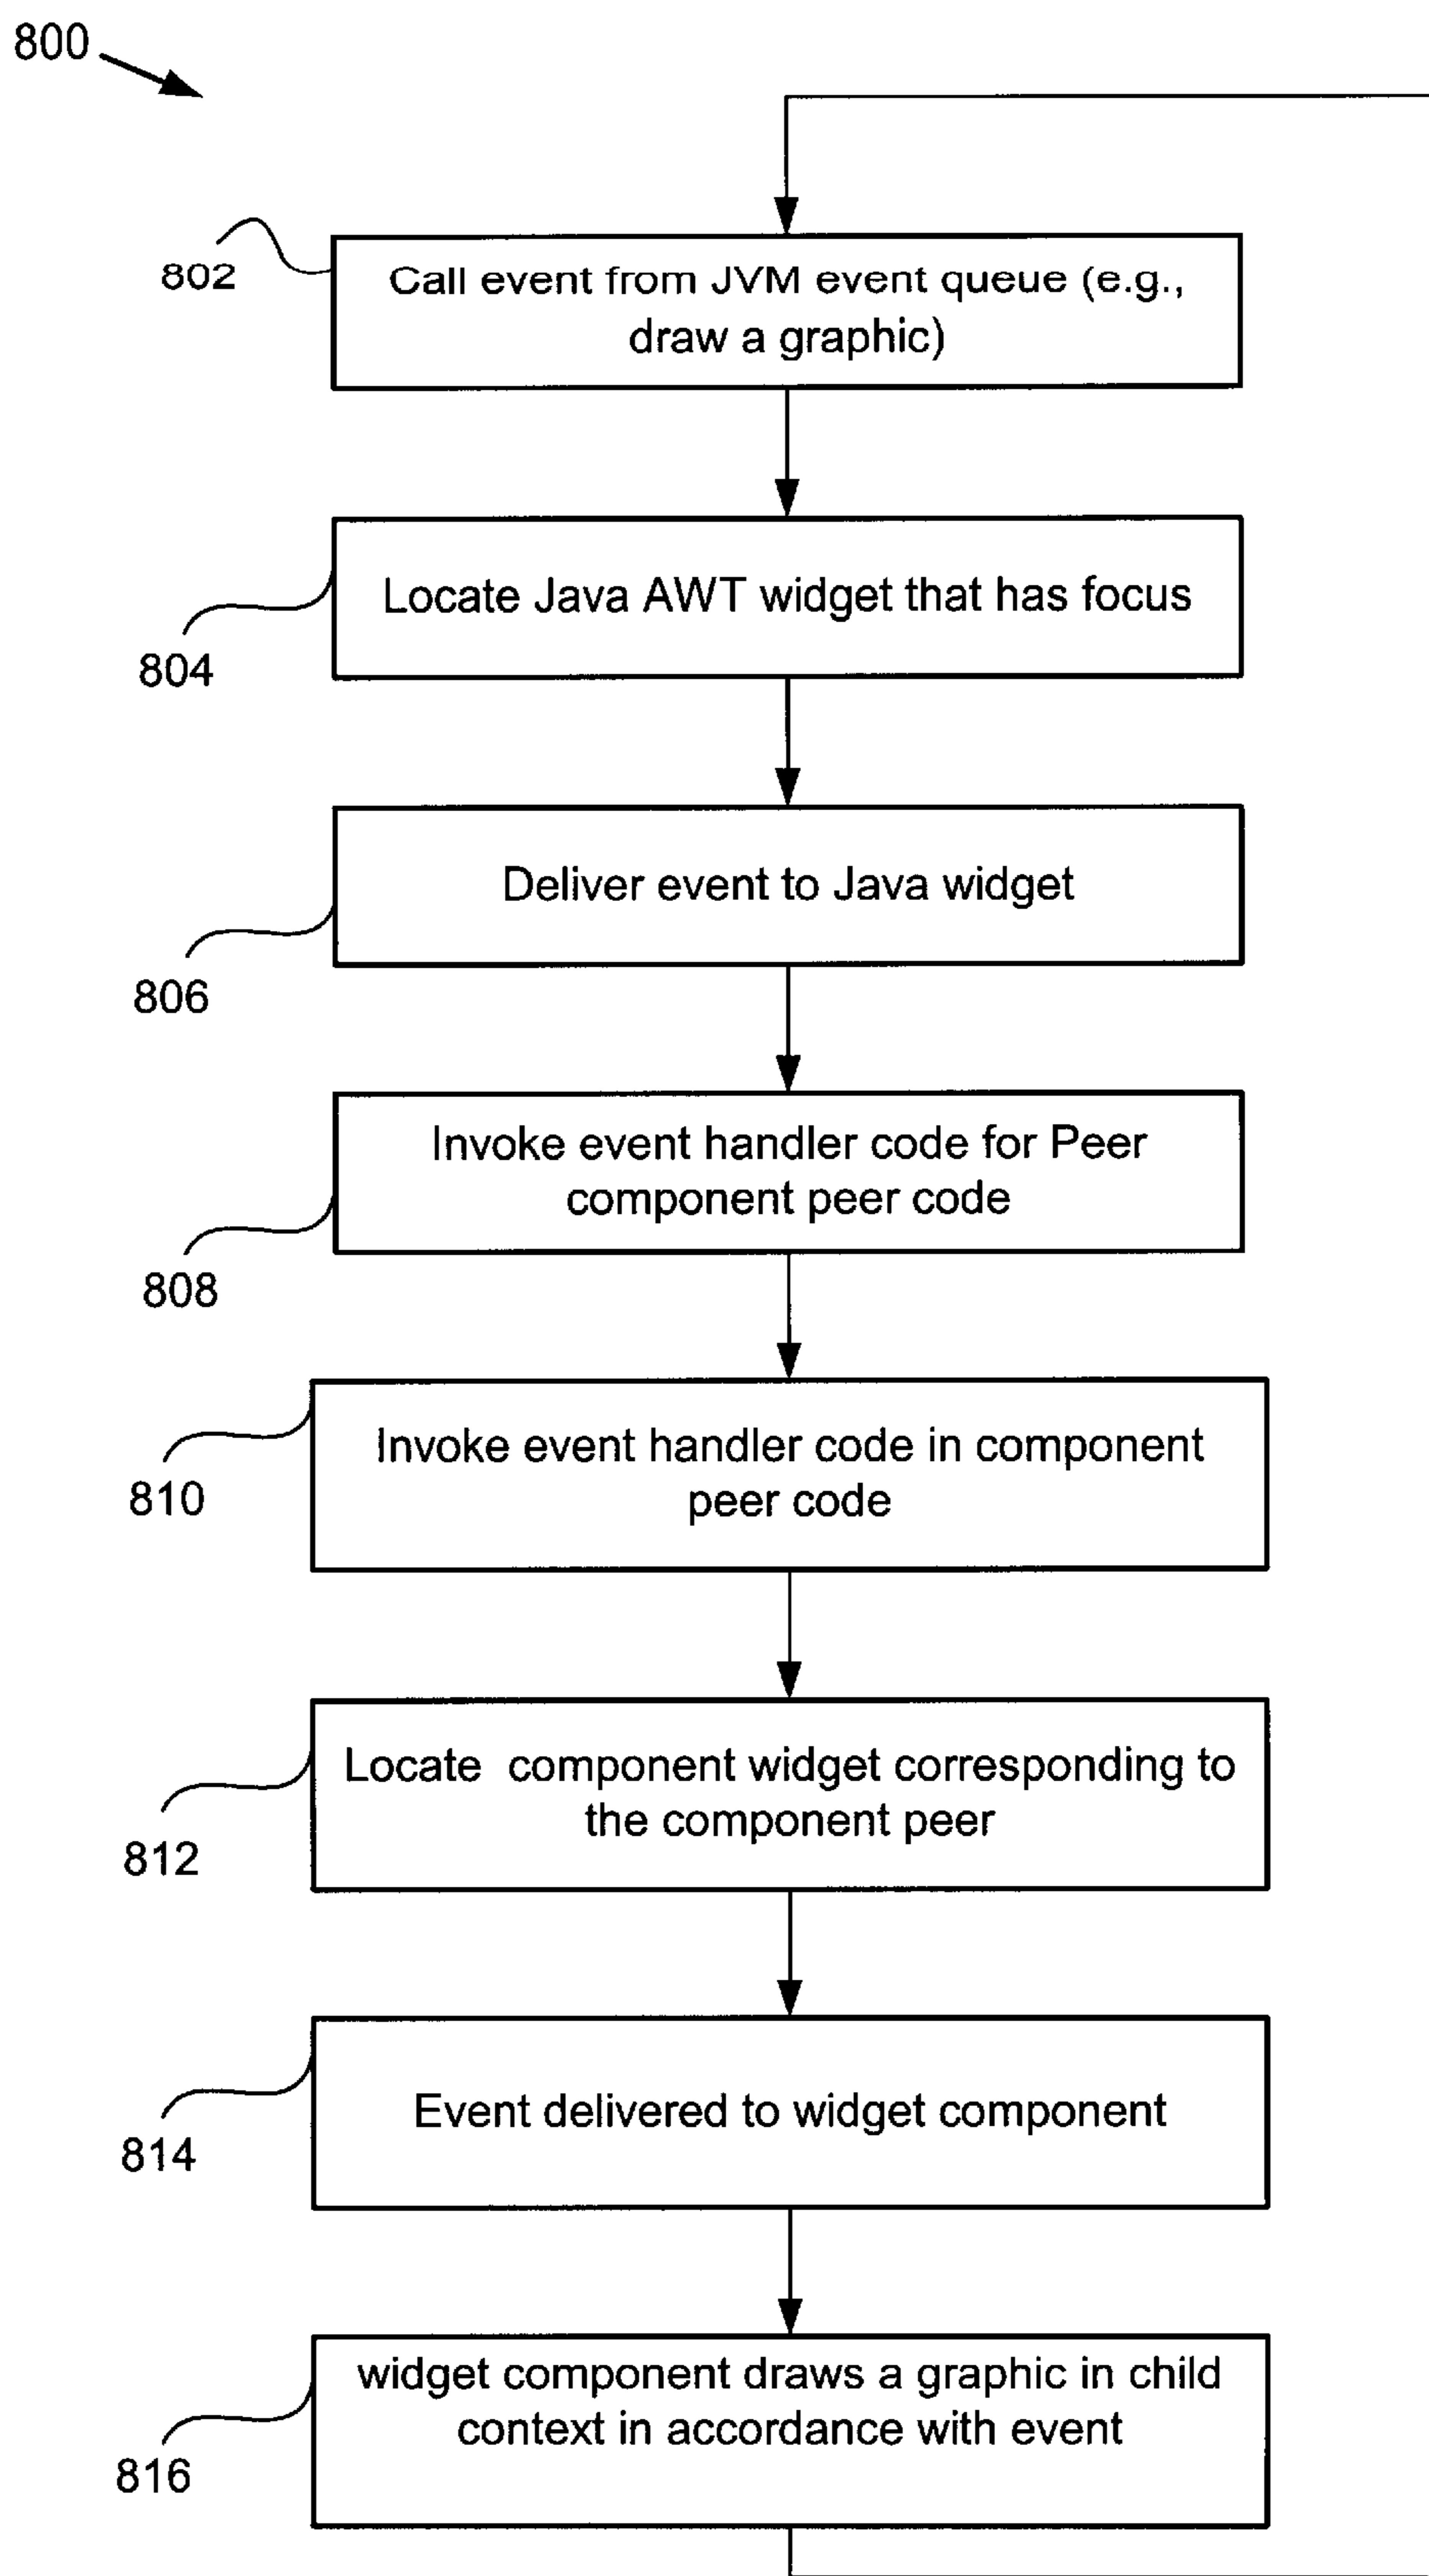 800
802
Call event from JVM event queue (e.g.,
draw a graphic)
Locate Java AWT widget that has focus
804
Deliver event to Java widget
806
Invoke event handler code for Peer
component peer code
808
Invoke event handler code in component
peer code
810
Locate  component widget corresponding to
the component peer
812
Event delivered to widget component
814
widget component draws a graphic in child
context in accordance with event
816